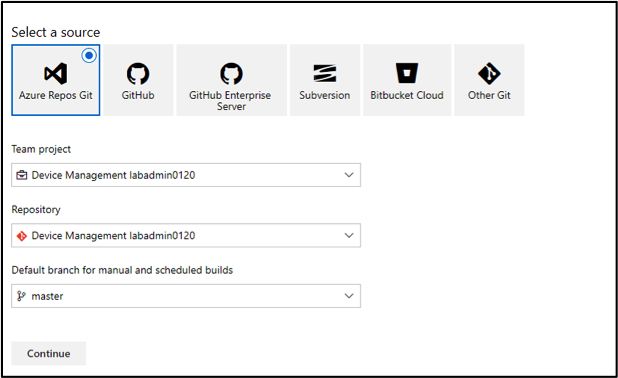 Select a source
Azure Repos Git
GitHub
GitHub Enterprise
Server
Subversion
Bitbucket Cloud
Other Git
Team project
Device Management labadmin0120
Repository
Device Management labadmin0120
Default branch for manual and scheduled builds
master
Continue